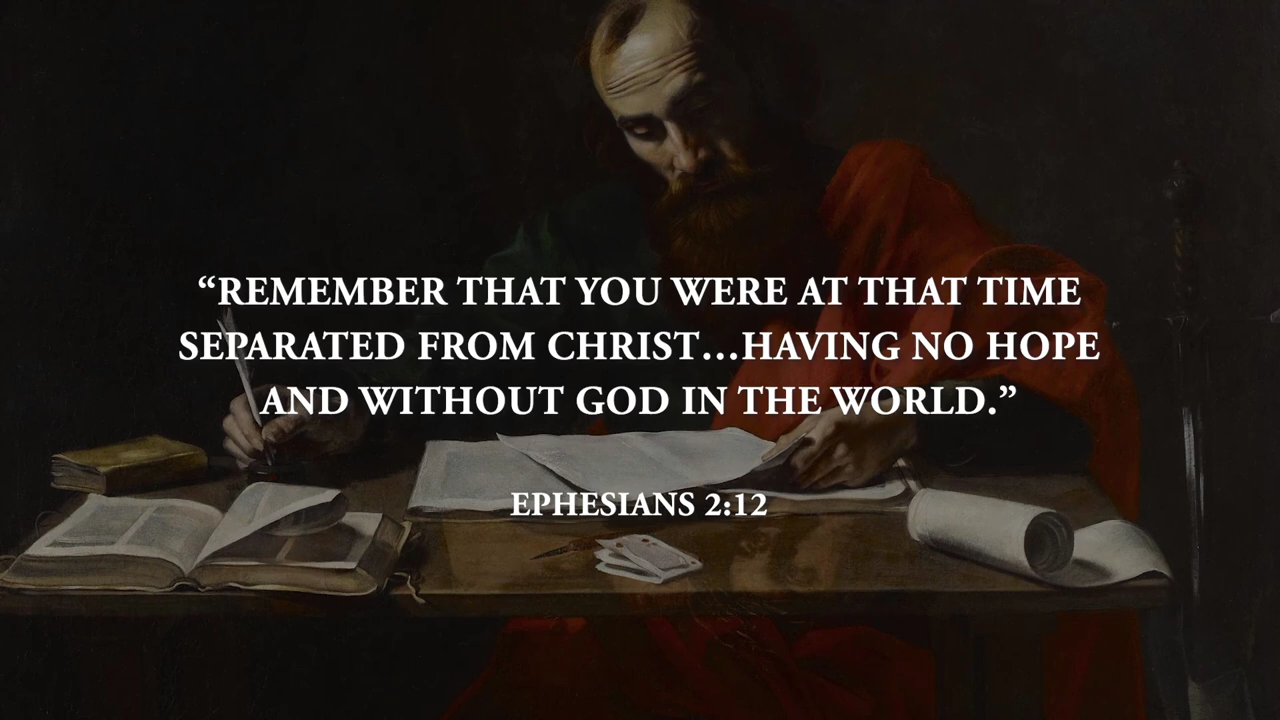 “REMEMBER THAT YOU WERE AT THAT TIME
SEPARATED FROM CHRIST…HAVING NO HOPE
AND WITHOUT GOD IN THE WORLD.”
EPHESIANS 2:12